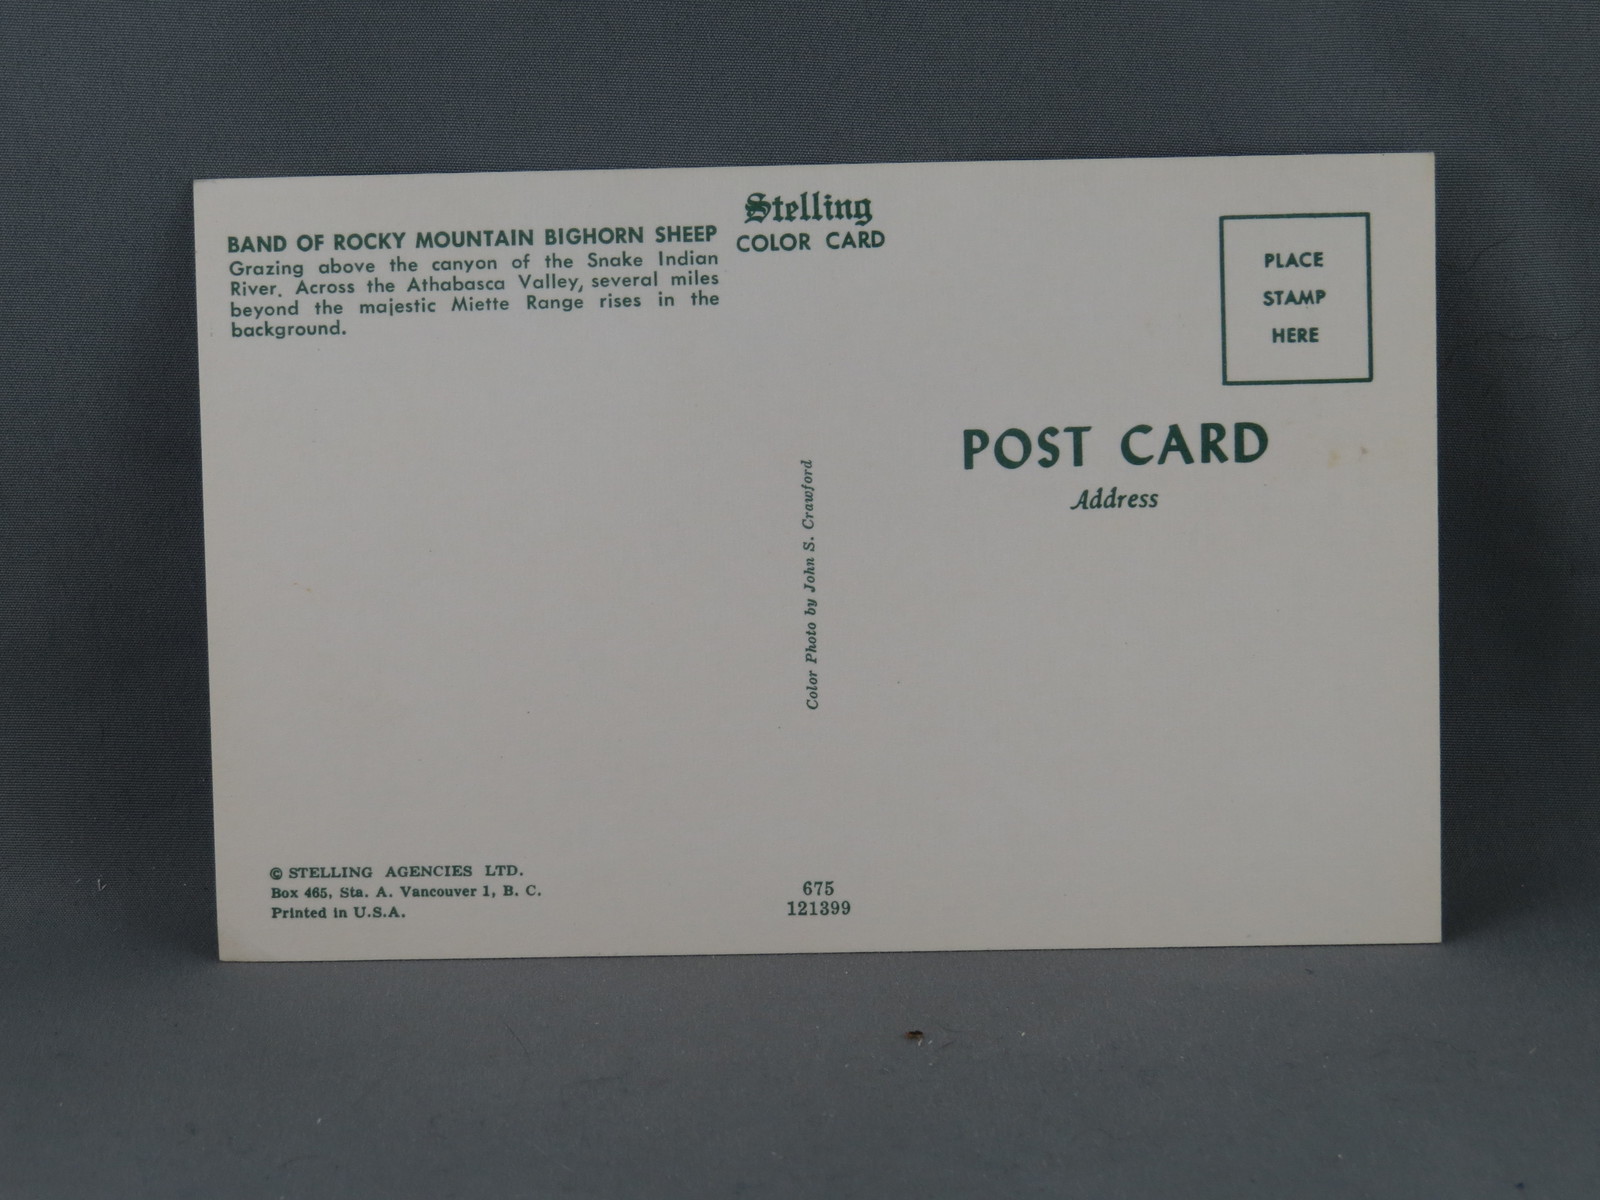 BAND OF ROCKY MOUNTAIN BIGHORN SHEEP
Grazing above the canyon of the Snake Indian
River. Across the Athabasca Valley, several miles
beyond the majestic Miette Range rises in the
background.
Stelling
COLOR CARD
PLACE
STAMP
HERE
POST CARD
Address
Color Photo by John S. Crawford
© STELLING AGENCIES LTD.
Box 465, Sta. A. Vancouver 1, B. C.
Printed in U.S.A.
675
121399